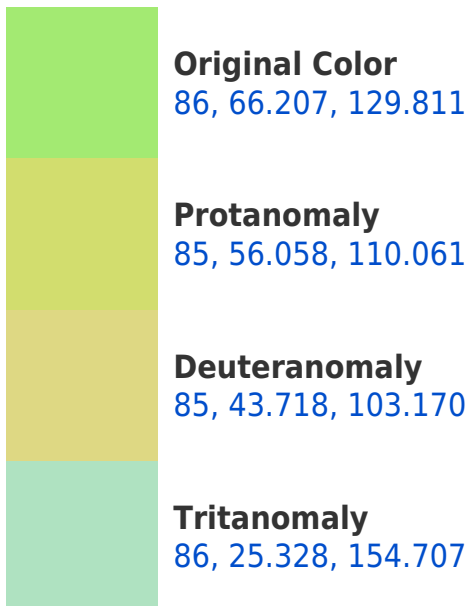 Original Color
86, 66.207, 129.811
Protanomaly
85, 56.058, 110.061
Deuteranomaly
85, 43.718, 103.170
Tritanomaly
86, 25.328, 154.707